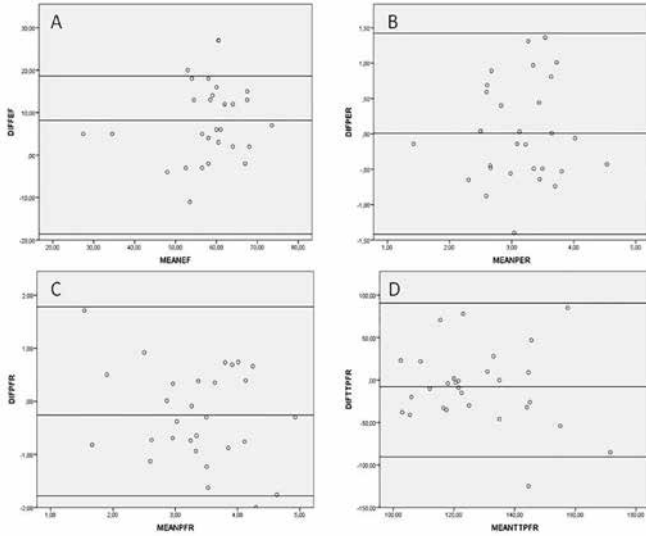 A
DIFFEF
30,00
20,00
10,00
,00
-10,00
-20,00
20,00 30,00 40,00 50,00 60,00 70,00 80,00 90,00
MEANEF
B
DIFPER
1,50
1,00
,50
,00
-,50
-1,00
-1,50
1,00 2,00 3,00 4,00 5,00
MEANPER
C
DIFPFR
2,00
1,00
,00
-1,00
-2,00
,00 1,00 2,00 3,00 4,00 5,00
MEANPFR
D
DIFTTPFR
100,00
50,00
,00
-50,00
-100,00
-150,00
100,00 120,00 140,00 160,00 180,00
MEANTTPFR